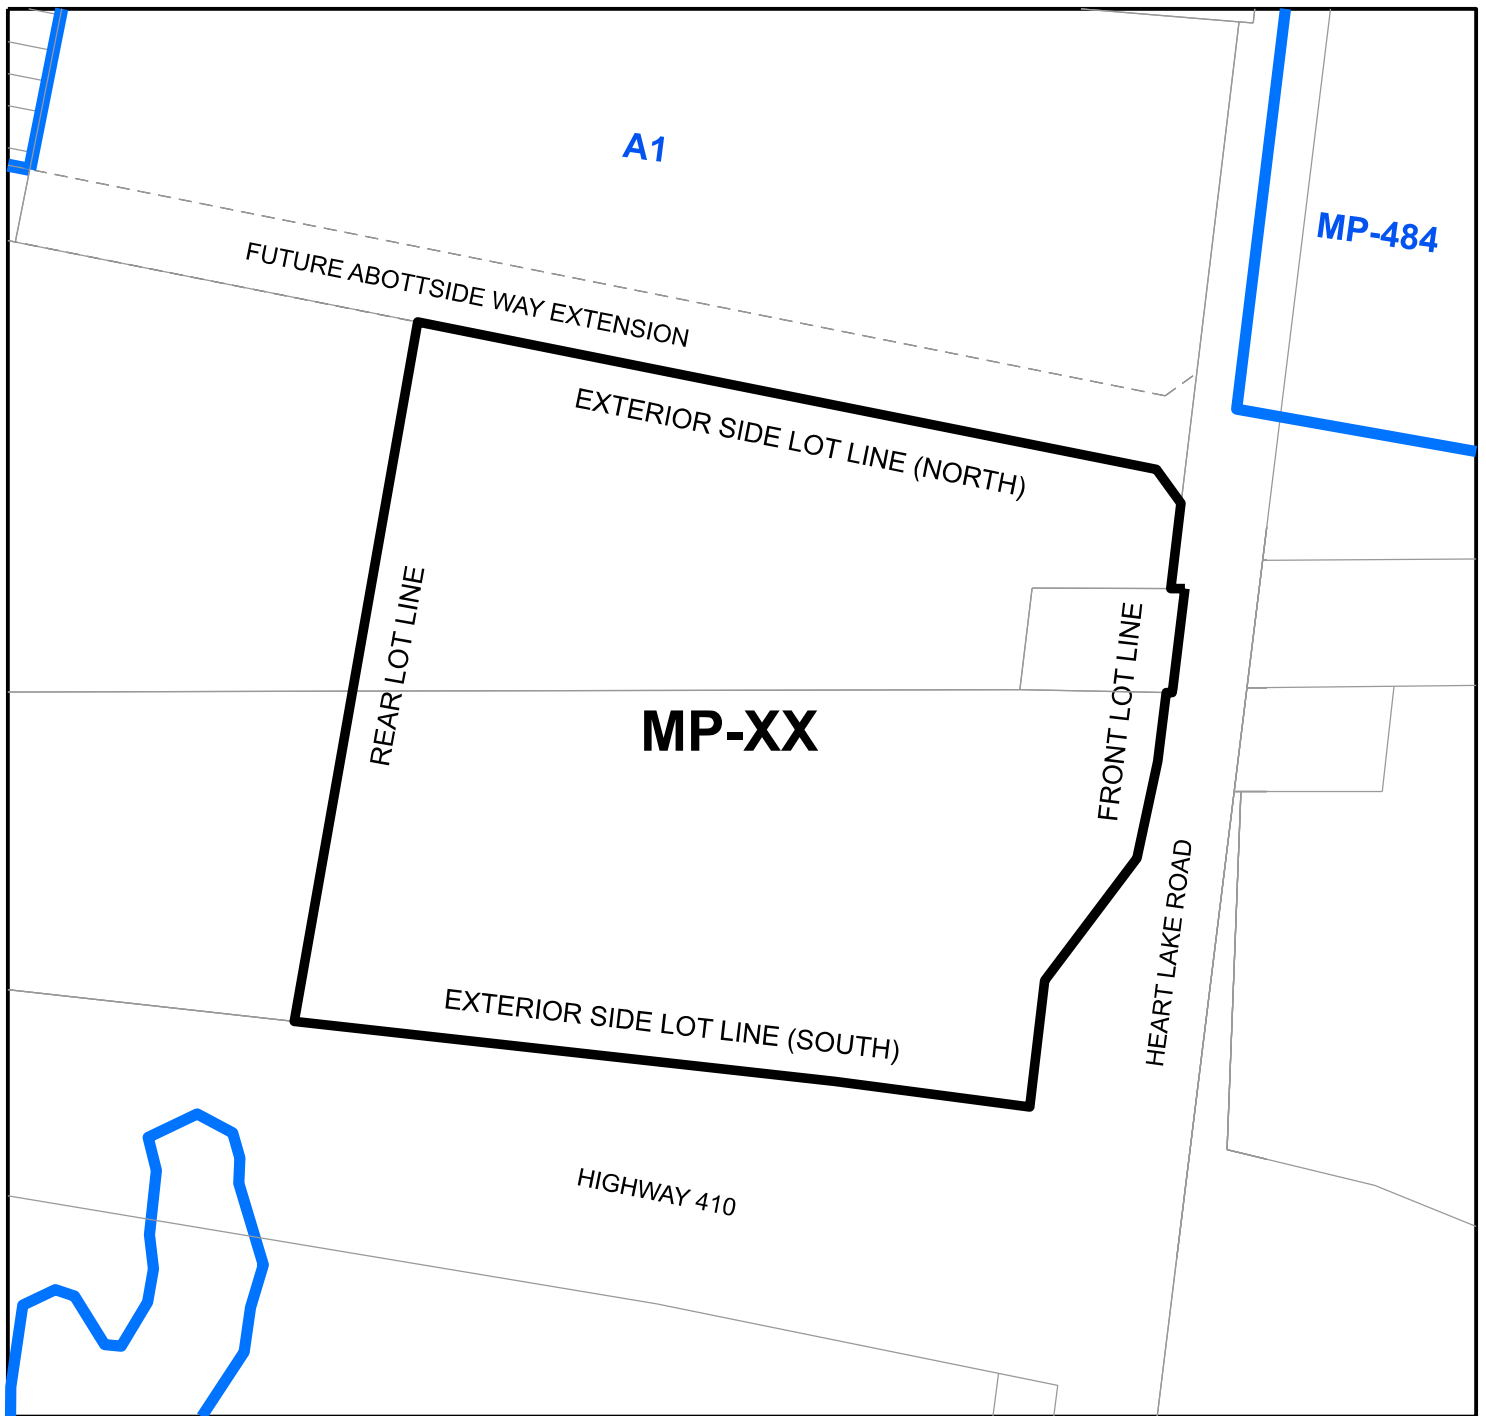 A1
MP-484
FUTURE ABOTTSIDE WAY EXTENSION
EXTERIOR SIDE LOT LINE (NORTH)
REAR LOT LINE
FRONT LOT LINE
MP-XX
HEART LAKE ROAD
EXTERIOR SIDE LOT LINE (SOUTH)
HIGHWAY 410